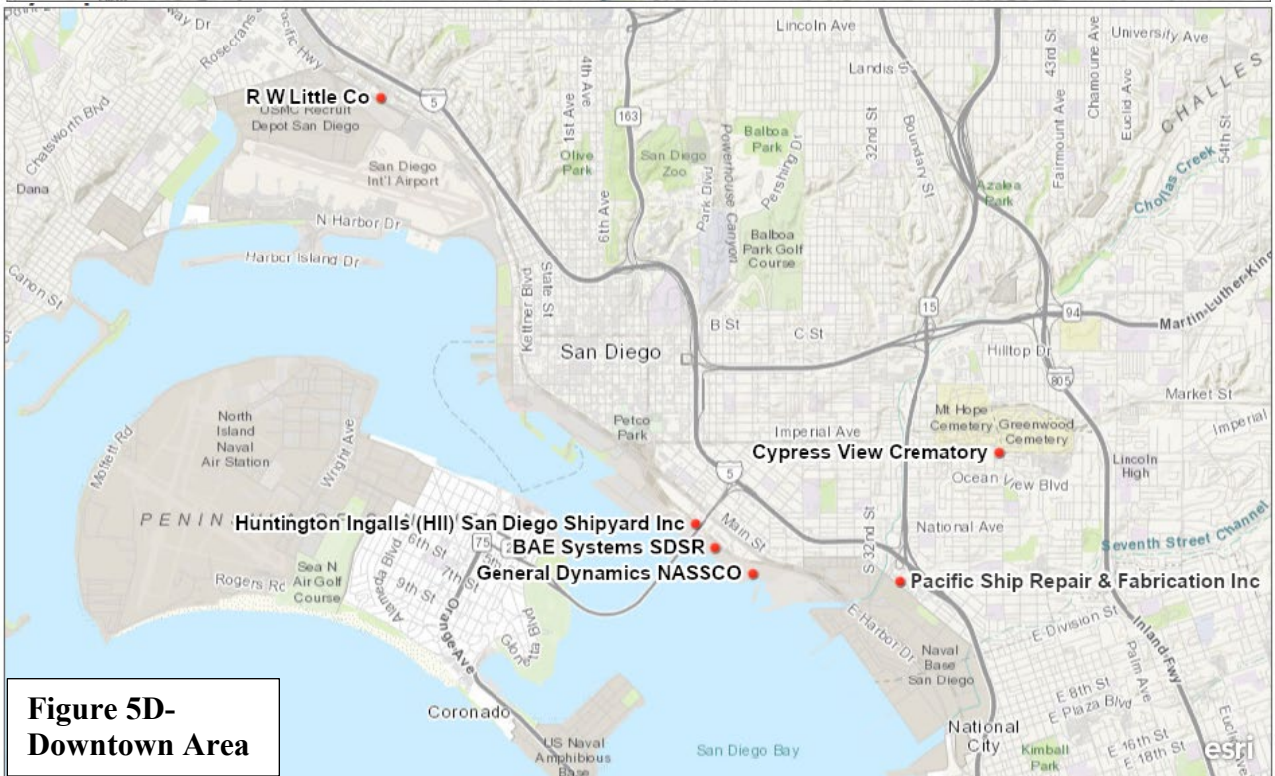 way Dr
Rosecrans
Pacific Hwy
Lincoln Ave
University Ave
43rd St
Chamoune Ave
Euclid Ave
CHALLES
54th St
Landis S
4th Ave
1st Ave
5
163
R W Little Co
USMC Recruit
Depot San Diego
Chatsworth Blvd
Dana
San Diego
Int'l Airport
Olive
Park
San Diego
Zoo
Balboa
Park
Powerhouse Canyon
Park Blvd
Pershing Dr
32nd St
Boundary St
Fairmount Ave
Azalea
Park
Chollas Creek
6th Ave
N Harbor Dr
Harbor Island Dr
Canon St
Balboa
Park Golf
Course
Kettner Blvd
State St
B St
C St
San Diego
15
94
Martin-Luther-King
Hilltop Dr
805
Market St
Imperial
North
Island
Naval
Air Station
Moffett Rd
Wright Ave
Petco
Park
Imperial Ave
Mt Hope
Cemetery
Greenwood
Cemetery
Cypress View Crematory
Ocean View Blvd
Lincoln
High
5
Main St
S 32nd St
National Ave
Seventh Street Channel
PENIN
Huntington Ingalls (HII) San Diego Shipyard Inc
75
BAE Systems SDSR
General Dynamics NASSCO
Pacific Ship Repair & Fabrication Inc
6th St
7th St
9th St
Alameda Blvd
Orange Ave
Sea N
Air Golf
Course
Rogers Rd
E Harbor Dr
E Division St
Inland-Fwy
Palm Ave
Naval
Base
San Diego
E 8th St
E Plaza Blvd
E 16th St
E 18th St
National
City
Kimball
Park
Coronado
US Naval
Amphibious
Base
San Diego Bay
esri
Figure 5D-
Downtown Area